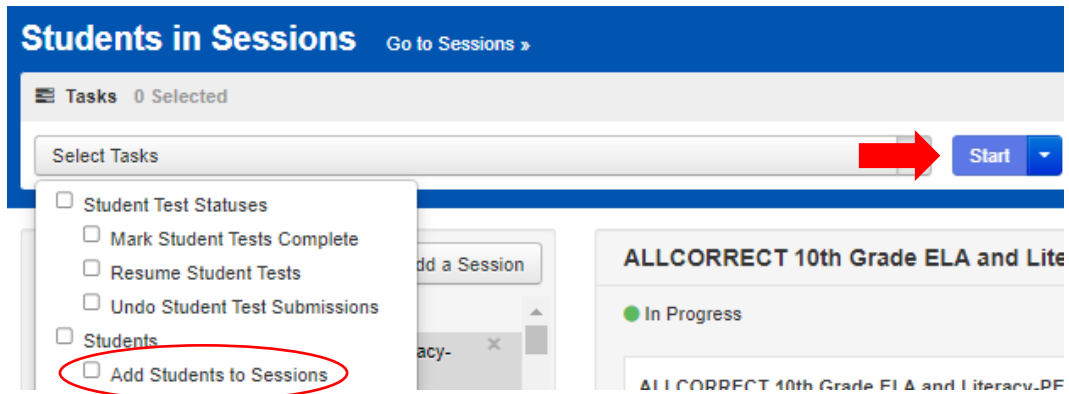 Students in Sessions Go to Sessions »
Tasks 0 Selected
Select Tasks
Start
Student Test Statuses
Mark Student Tests Complete
Resume Student Tests
Undo Student Test Submissions
Students
Add Students to Sessions
dd a Session
acy-
ALLCORRECT 10th Grade ELA and Lite
In Progress
ALLCORRECT 10th Grade ELA and Literacy-PE